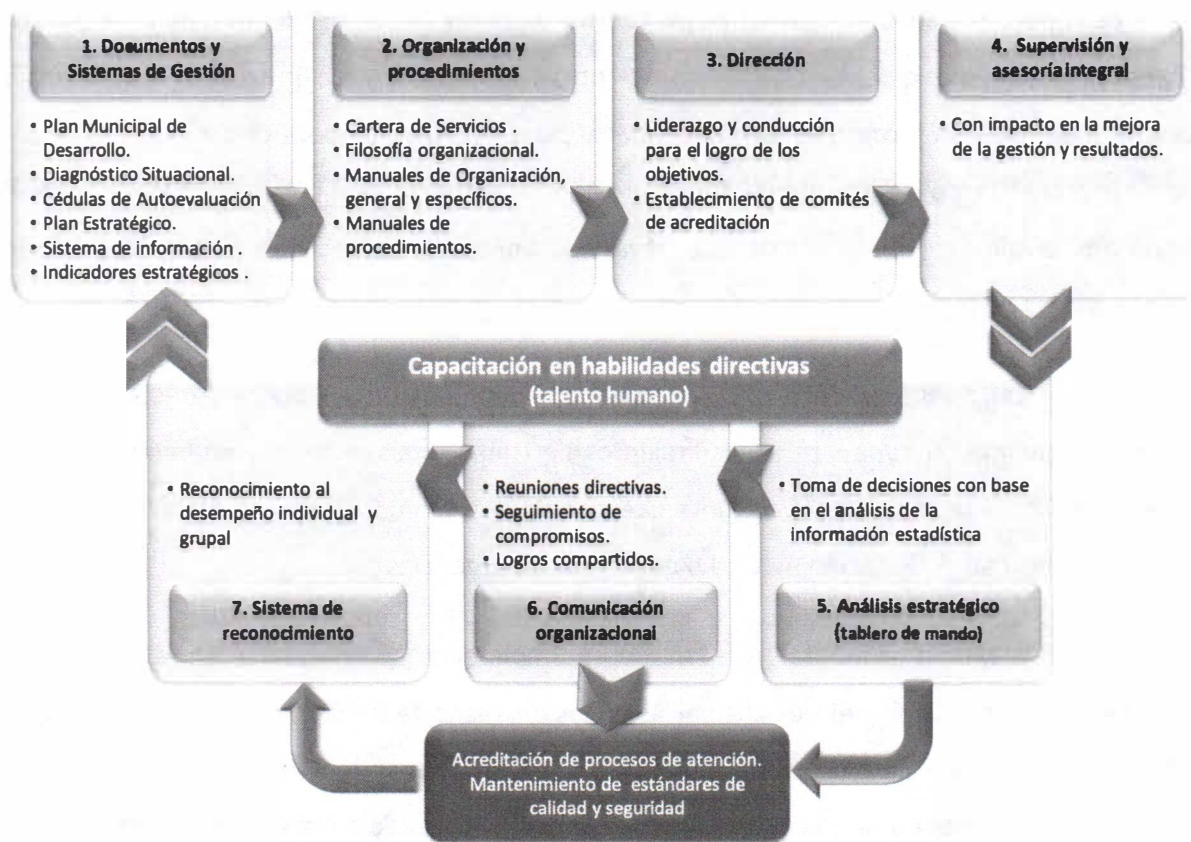 1. Documentos y
Sistemas de Gestión
• Plan Municipal de
Desarrollo.
• Diagnóstico Situacional.
• Cédulas de Autoevaluación
• Plan Estratégico.
• Sistema de información .
• Indicadores estratégicos .
2. Organización y
procedimientos
• Cartera de Servicios .
• Filosofía organizacional.
• Manuales de Organización,
general y específicos.
• Manuales de
procedimientos.
3. Dirección
• Liderazgo y conducción
para el logro de los
objetivos.
• Establecimiento de comités
de acreditación
4. Supervisión y
asesoría integral
• Con impacto en la mejora
de la gestión y resultados.
Capacitación en habilidades directivas
(talento humano)
• Toma de decisiones con base
en el análisis de la
información estadística
5. Análisis estratégico
(tablero de mando)
• Reuniones directivas.
• Seguimiento de
compromisos.
• Logros compartidos.
6. Comunicación
organizacional
• Reconocimiento al
desempeño individual y
grupal
7. Sistema de
reconocimiento
Acreditación de procesos de atención.
Mantenimiento de estándares de
calidad y seguridad